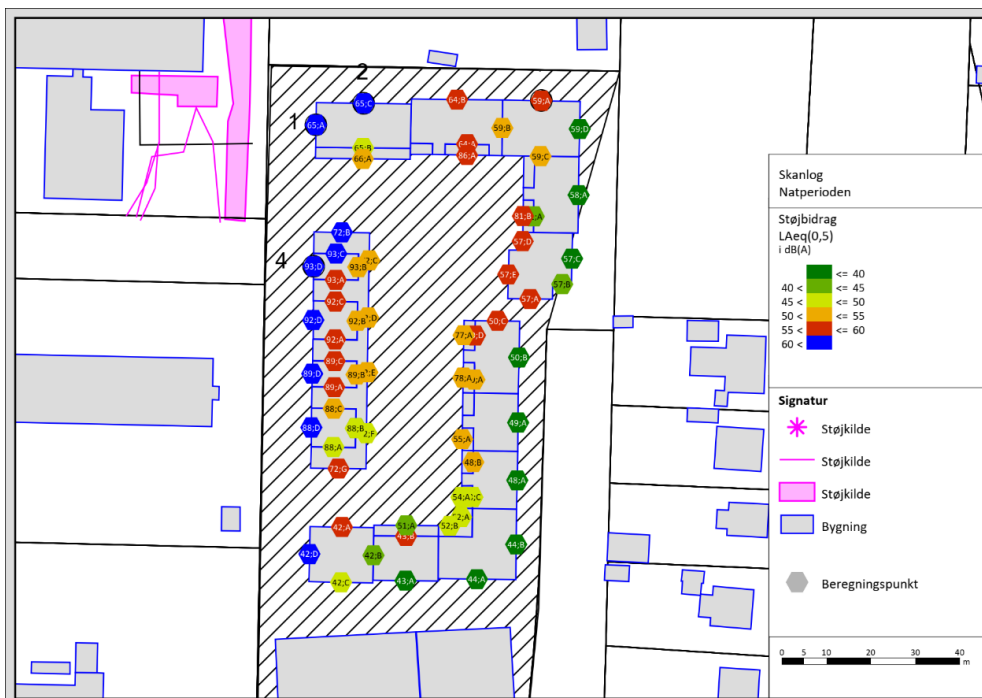 2
65;C
64;B
59;A
1
65;A
59;B
59;D
65;B
64;A
66;A
86;A
59;C
58;A
81;B
72;B
57;D
93;C
57;C
4
93;D
93;B
93;A
57;E
57;B
92;C
57;A
92;D
92;B
50;C
92;A
77;A
89;C
50;B
89;D
89;B
78;A
89;A
88;C
49;A
88;D
88;B
55;A
88;A
48;B
72;G
48;A
54;A
52;B
42;A
51;A
43;B
44;B
42;D
42;B
42;C
43;A
44;A
Skanlog
Natperioden
Støjbidrag
LAeq(0,5)
i dB(A)
<= 40
40 < <= 45
45 < <= 50
50 < <= 55
55 < <= 60
60 <
Signatur
Støjkilde
Støjkilde
Støjkilde
Bygning
Beregningspunkt
0 5 10 20 30 40
m